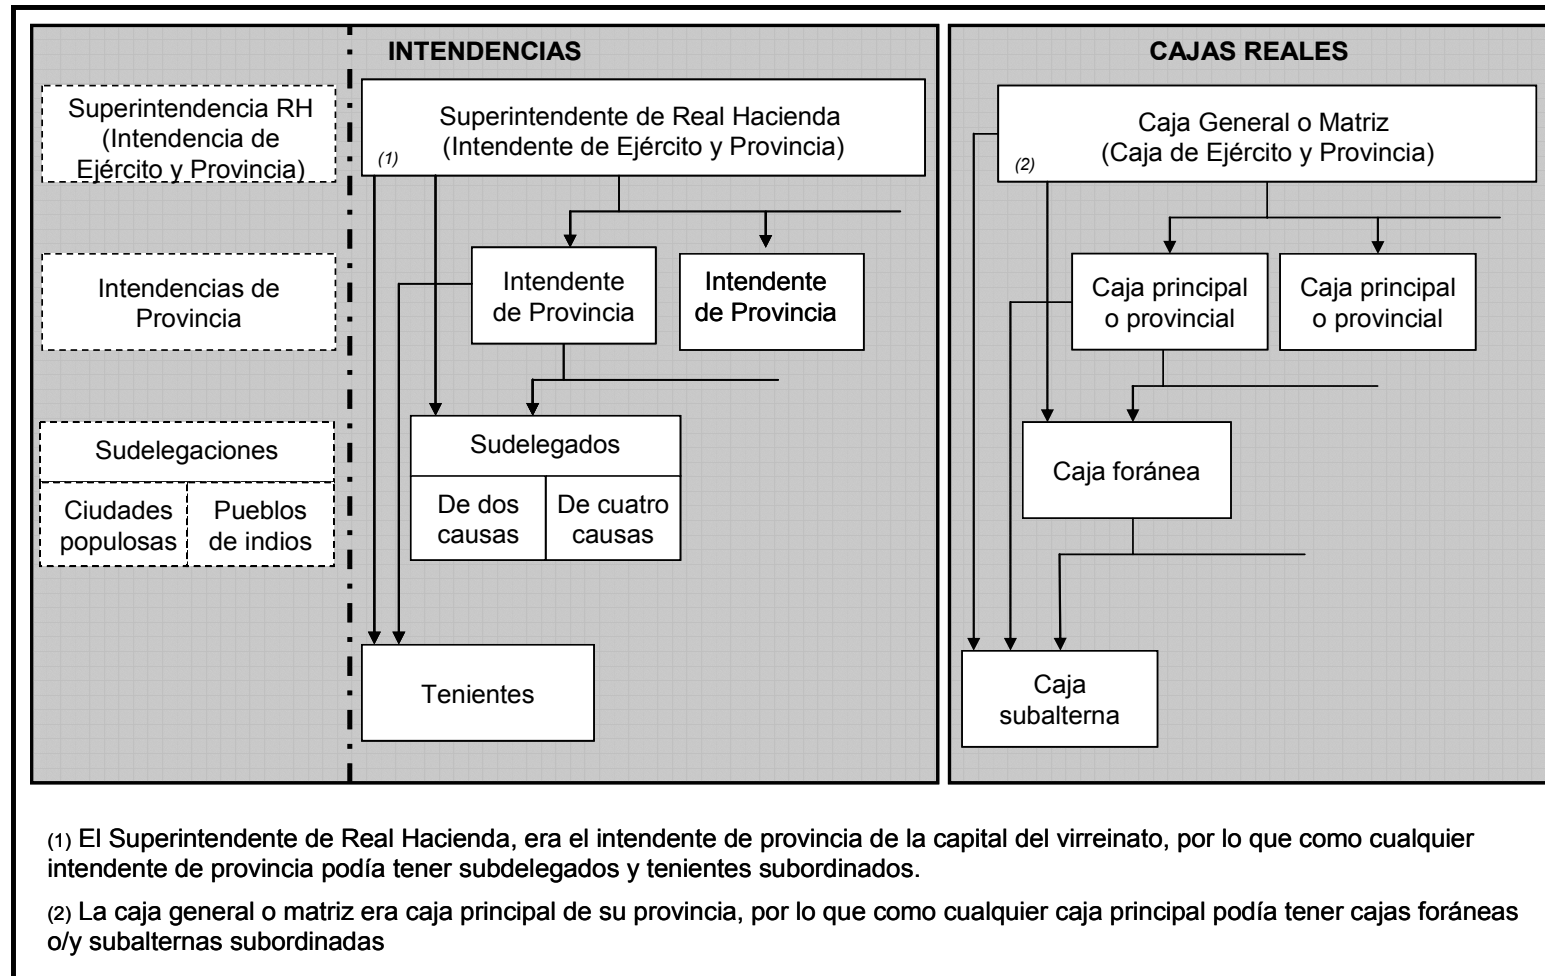 INTENDENCIAS
Superintendencia RH
(Intendencia de
Ejército y Provincia)
Intendencias de
Provincia
Sudelegaciones
Ciudades
populosas
Pueblos
de indios
Superintendente de Real Hacienda
(Intendente de Ejército y Provincia)
(1)
Intendente
de Provincia
Intendente
de Provincia
Sudelegados
De dos
causas
De cuatro
causas
Tenientes
CAJAS REALES
Caja General o Matriz
(Caja de Ejército y Provincia)
(2)
Caja principal
o provincial
Caja principal
o provincial
Caja foránea
Caja
subalterna
(1) El Superintendente de Real Hacienda, era el intendente de provincia de la capital del virreinato, por lo que como cualquier
intendente de provincia podía tener subdelegados y tenientes subordinados.
(2) La caja general o matriz era caja principal de su provincia, por lo que como cualquier caja principal podía tener cajas foráneas
o/y subalternas subordinadas